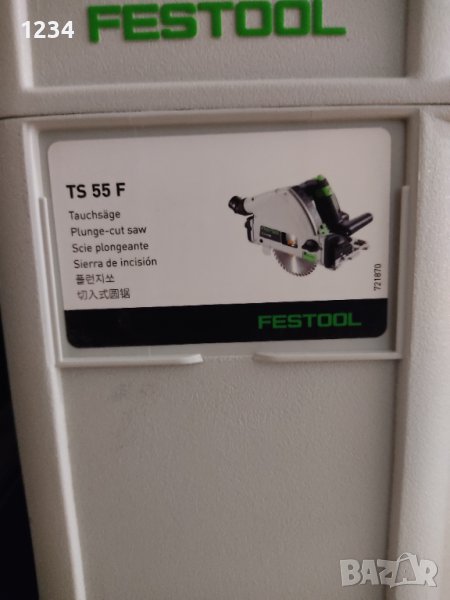 1234
FESTOOL
TS 55 F
Tauchsäge
Plunge-cut saw
Scie plongeante
Sierra de incisión
플런지쏘
切入式圆锯
721870
FESTOOL
BAZAR